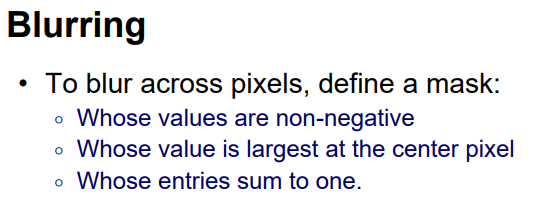 Blurring
• To blur across pixels, define a mask:
◦ Whose values are non-negative
◦ Whose value is largest at the center pixel
◦ Whose entries sum to one.